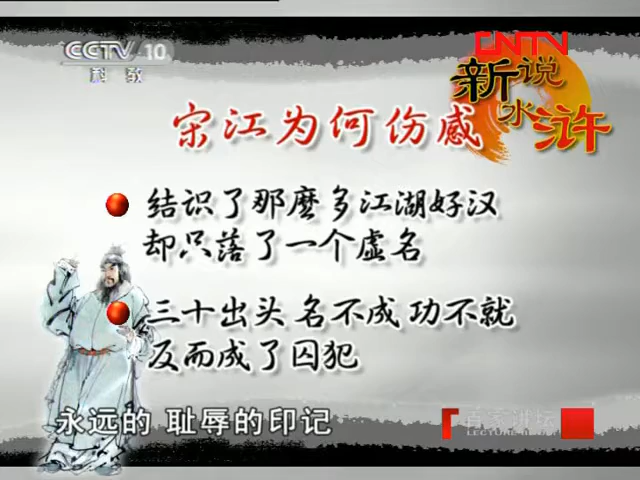 CCTV 10
科教
CNTV
新说
水浒
宋江为何伤感
结识了那麽多江湖好汉
却只落了一个虚名
三十出头 名不成 功不就
反而成了囚犯
永远的 耻辱的印记
百家讲坛
LECTURE ROOM